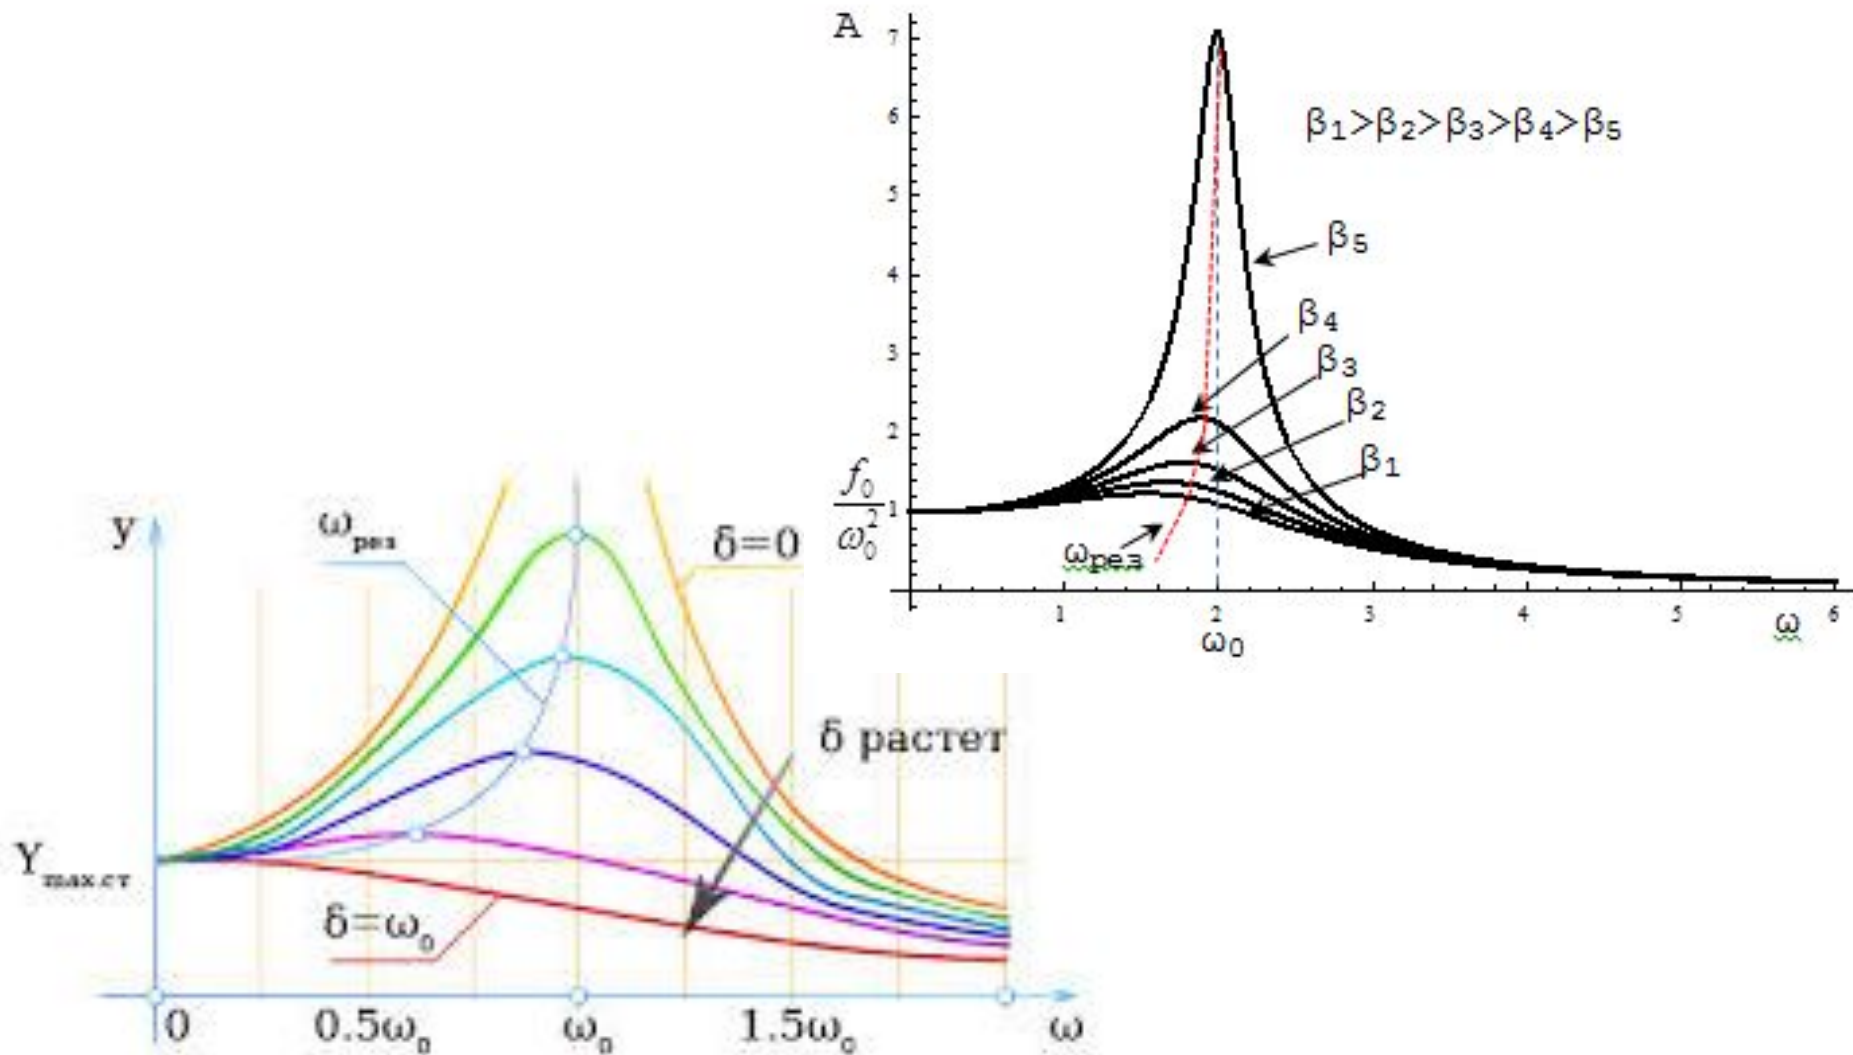 A
7
6
5
4
3
2
1
f₀
ω₀²
β₁>β₂>β₃>β₄>β₅
β₅
β₄
β₃
β₂
β₁
ωрез
1 2 3 4 5 6
ω₀
ω
y
ωрез
δ=0
δ растет
Ymax.ст
δ=ω₀
0 0.5ω₀ ω₀ 1.5ω₀ ω